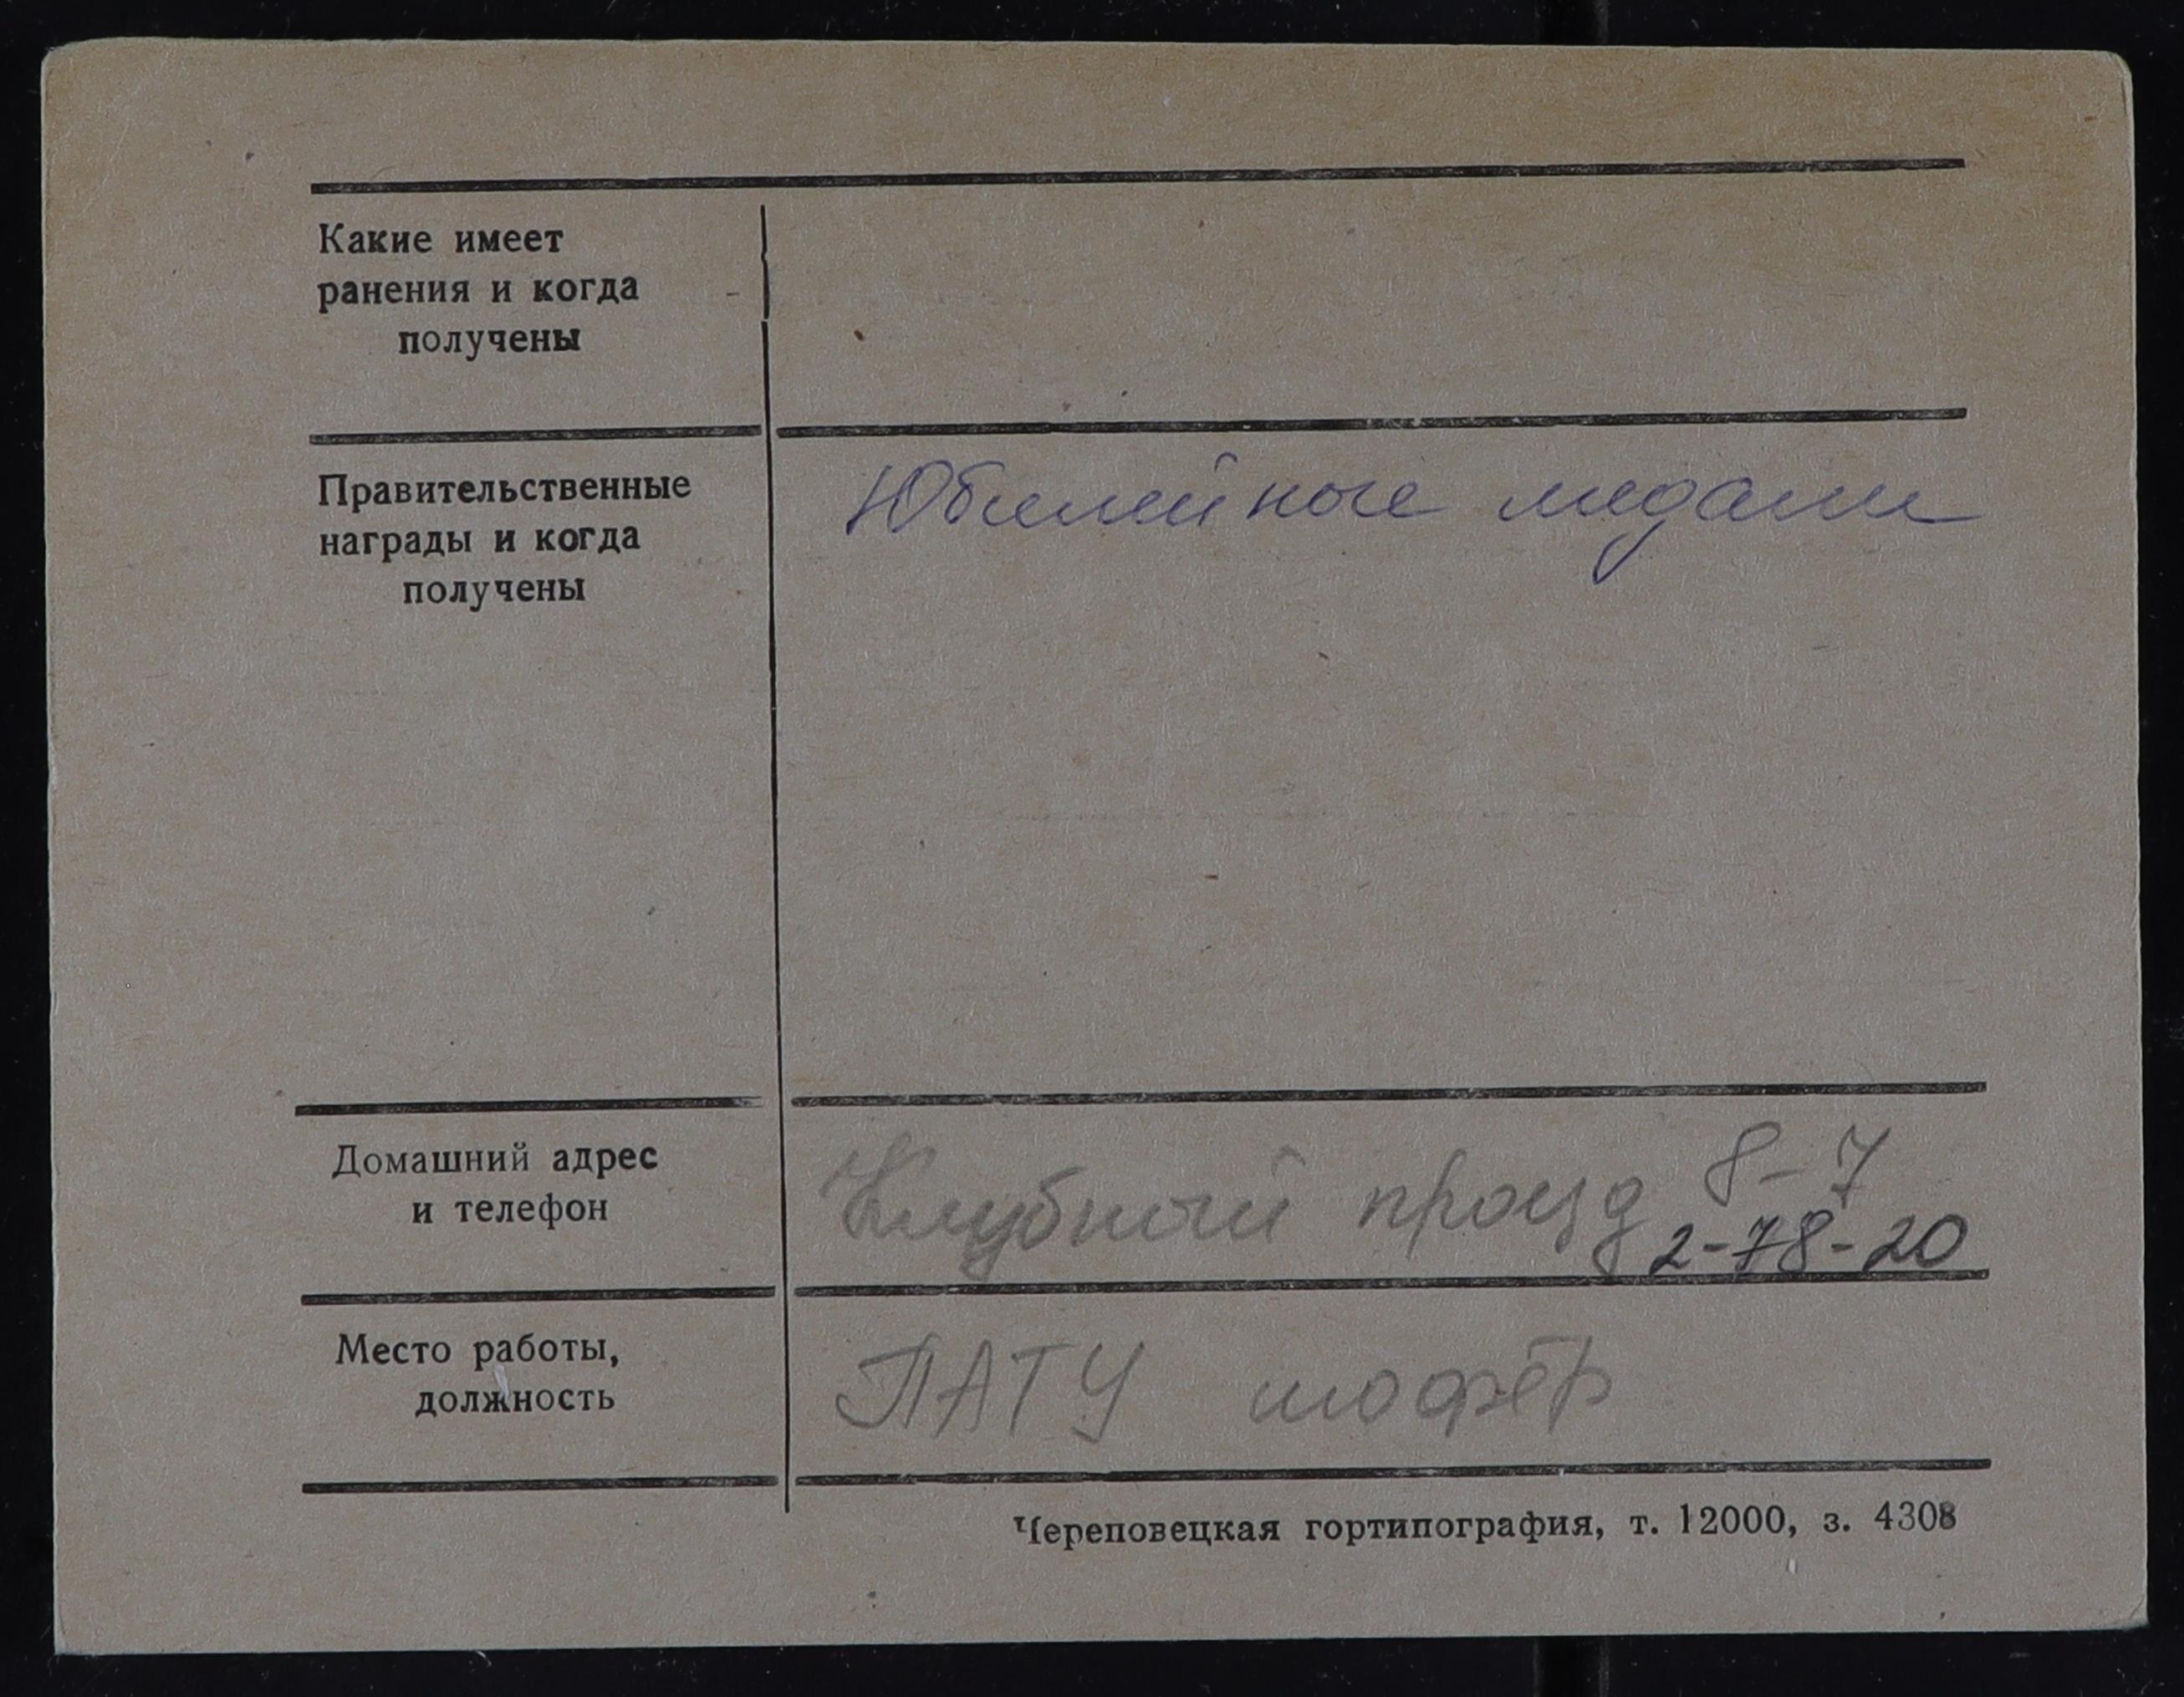 Какие имеет
ранения и когда
получены
Правительственные
награды и когда
получены
Юбилейные медали
Домашний адрес
и телефон
Клубный проезд 8-7
2-78-20
Место работы,
должность
ПАТУ шофёр
Череповецкая гортипография, т. 12000, з. 4308